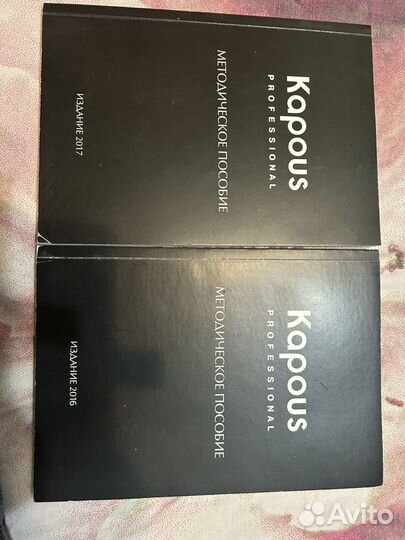 Kapous
PROFESSIONAL
МЕТОДИЧЕСКОЕ ПОСОБИЕ
ИЗДАНИЕ 2017
Kapous
PROFESSIONAL
МЕТОДИЧЕСКОЕ ПОСОБИЕ
ИЗДАНИЕ 2016
Avito